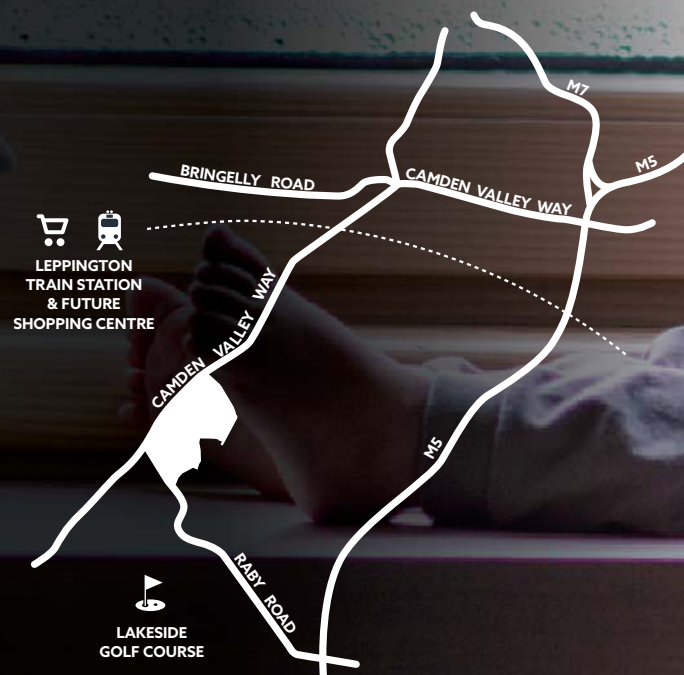 M7
M5
BRINGELLY ROAD
CAMDEN VALLEY WAY
LEPPINGTON
TRAIN STATION
& FUTURE
SHOPPING CENTRE
CAMDEN VALLEY WAY
M5
RABY ROAD
LAKESIDE
GOLF COURSE